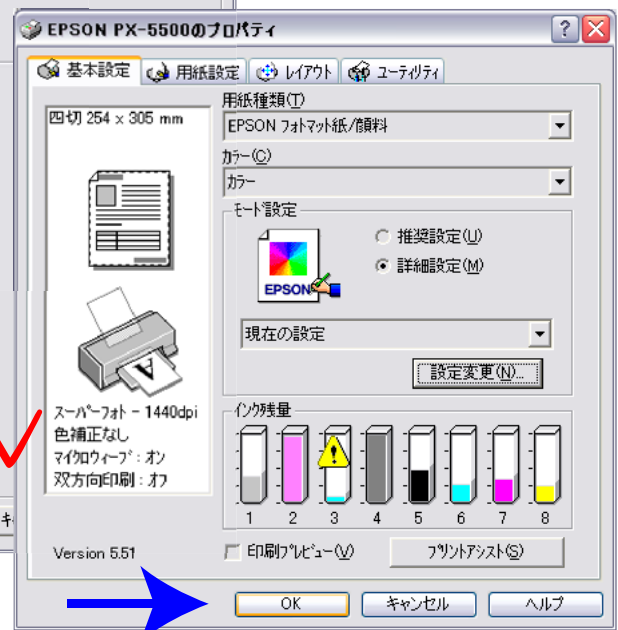 EPSON PX-5500のプロパティ
基本設定
用紙設定
レイアウト
ユーティリティ
四切 254 x 305 mm
用紙種類(T)
EPSON フォトマット紙/顔料
カラー(C)
カラー
モード設定
推奨設定(U)
詳細設定(M)
EPSON
現在の設定
設定変更(N)...
スーパーフォト - 1440dpi
色補正なし
マイクロウィーブ : オン
双方向印刷 : オフ
インク残量
1 2 3 4 5 6 7 8
Version 5.51
印刷プレビュー(V)
プリントアシスト(S)
OK
キャンセル
ヘルプ